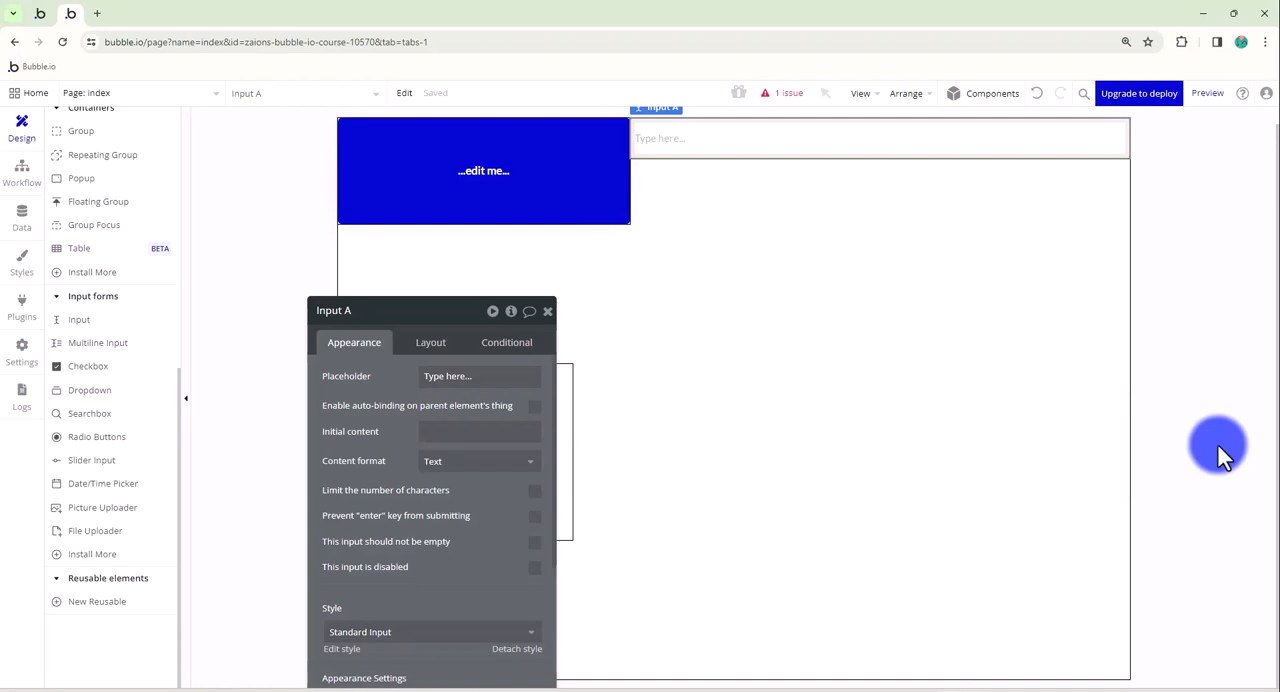 bubble.io/page?name=index&id=zaions-bubble-io-course-10570&tab=tabs-1
Bubble.io
Home
Page: index
Input A
Edit
Saved
1 issue
View
Arrange
Components
Upgrade to deploy
Preview
Design
Workflow
Data
Styles
Plugins
Settings
Logs
Containers
Group
Repeating Group
Popup
Floating Group
Group Focus
Table
BETA
Install More
Input forms
Input
Multiline Input
Checkbox
Dropdown
Searchbox
Radio Buttons
Slider Input
Date/Time Picker
Picture Uploader
File Uploader
Install More
Reusable elements
New Reusable
Input A
...edit me...
Type here...
Input A
Appearance
Layout
Conditional
Placeholder
Type here...
Enable auto-binding on parent element's thing
Initial content
Content format
Text
Limit the number of characters
Prevent "enter" key from submitting
This input should not be empty
This input is disabled
Style
Standard Input
Edit style
Detach style
Appearance Settings